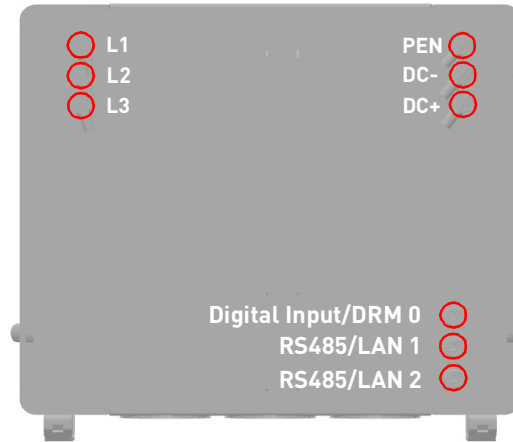 L1
L2
L3
PEN
DC-
DC+
Digital Input/DRM 0
RS485/LAN 1
RS485/LAN 2